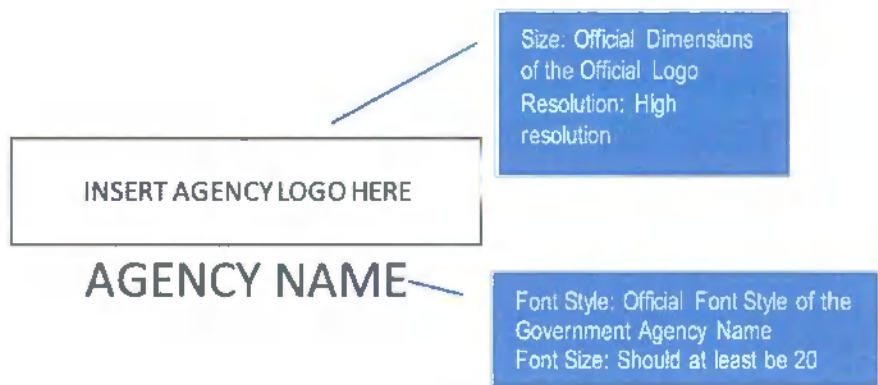 Size: Official Dimensions
of the Official Logo
Resolution: High
resolution
INSERT AGENCY LOGO HERE
AGENCY NAME
Font Style: Official Font Style of the
Government Agency Name
Font Size: Should at least be 20